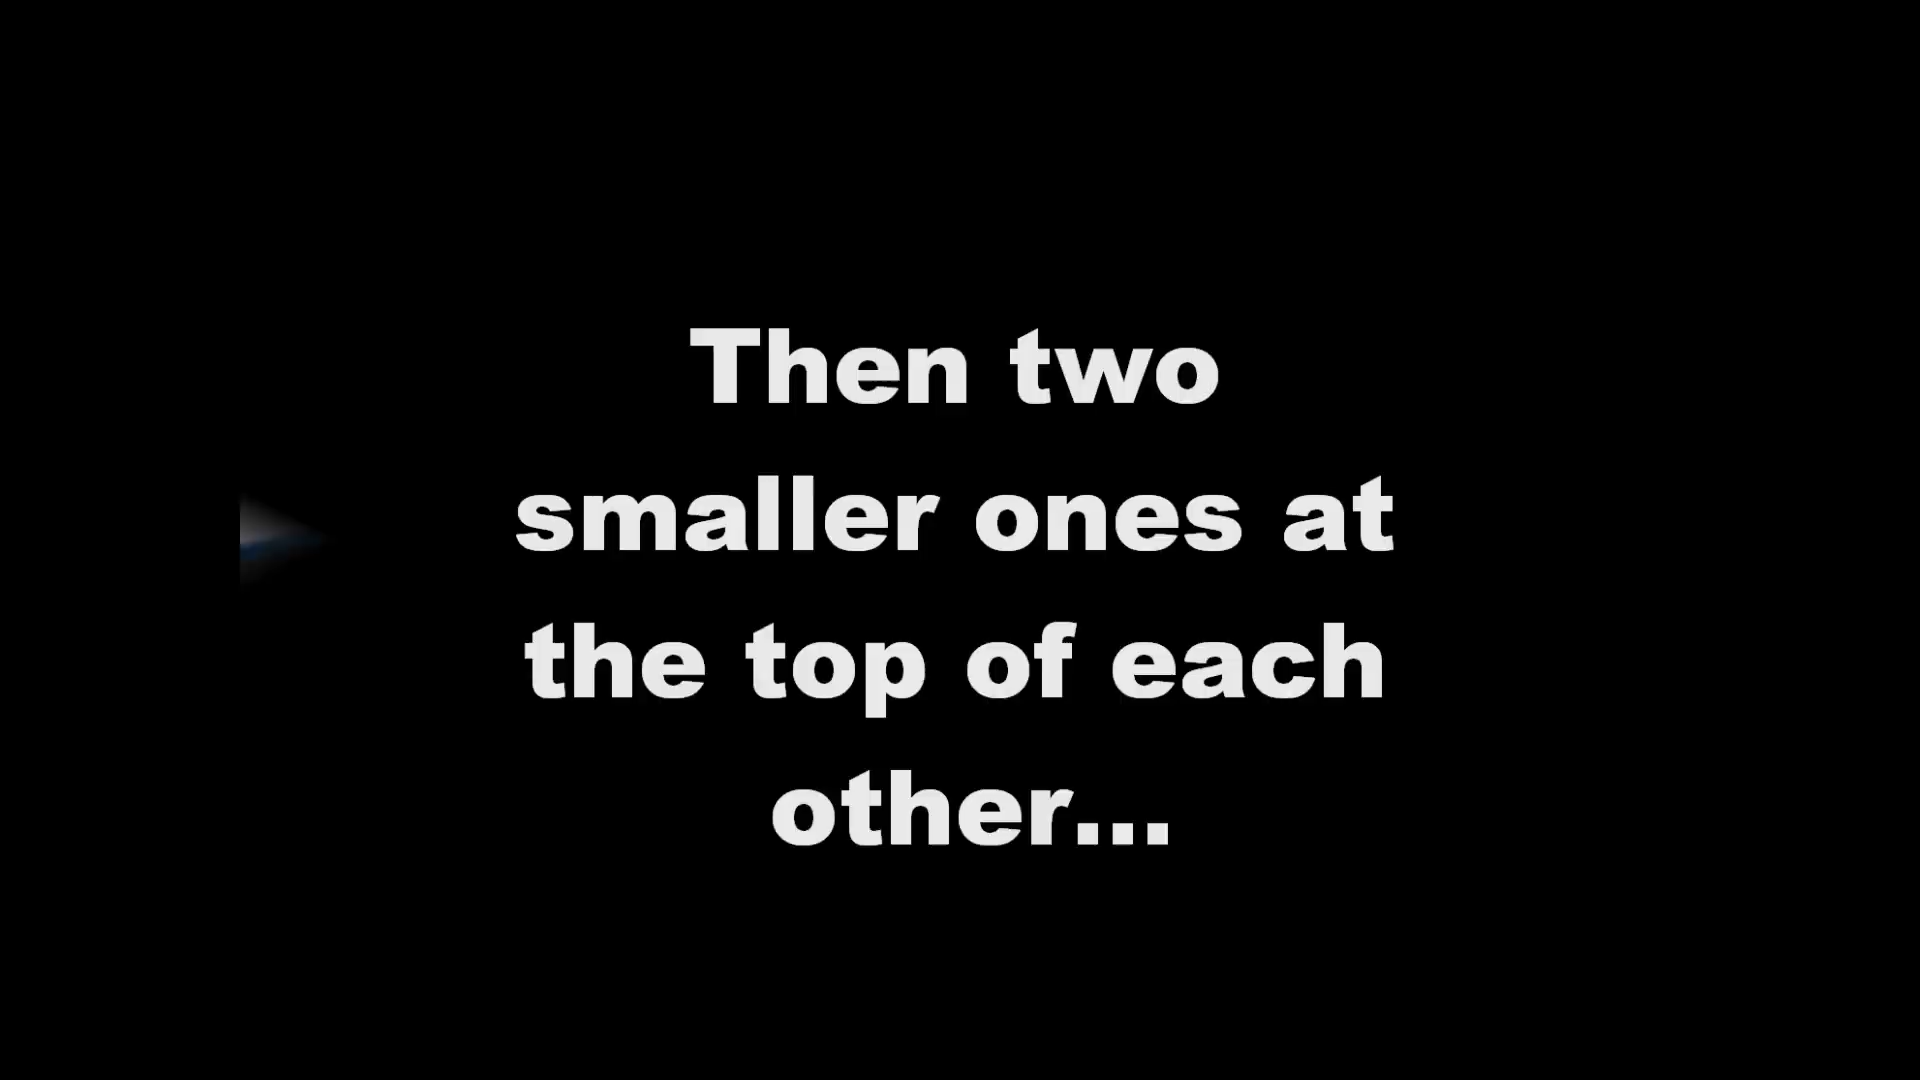 Then two
smaller ones at
the top of each
other...